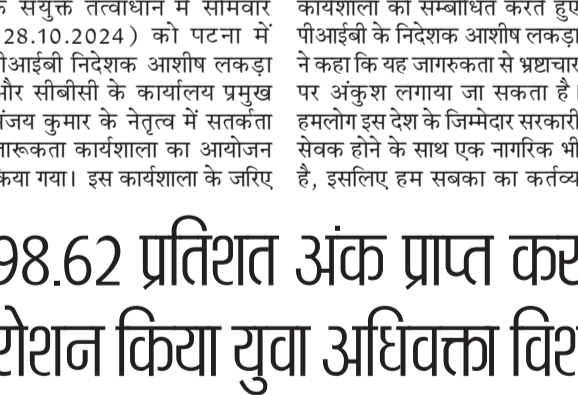 संयुक्त तत्वाधान में सोमवार
28.10.2024) को पटना में
पीआईबी निदेशक आशीष लकड़ा
और सीबीसी के कार्यालय प्रमुख
संजय कुमार के नेतृत्व में सतर्कता
जारूकता कार्यशाला का आयोजन
किया गया। इस कार्यशाला के जरिए
कार्यशाला को सम्बोधित करते हुए
पीआईबी के निदेशक आशीष लकड़ा
ने कहा कि यह जागरुकता से भ्रष्टाचार
पर अंकुश लगाया जा सकता है।
हमलोग इस देश के जिम्मेदार सरकारी
सेवक होने के साथ एक नागरिक भी
है, इसलिए हम सबका का कर्तव्य
98.62 प्रतिशत अंक प्राप्त कर
रोशन किया युवा अधिवक्ता